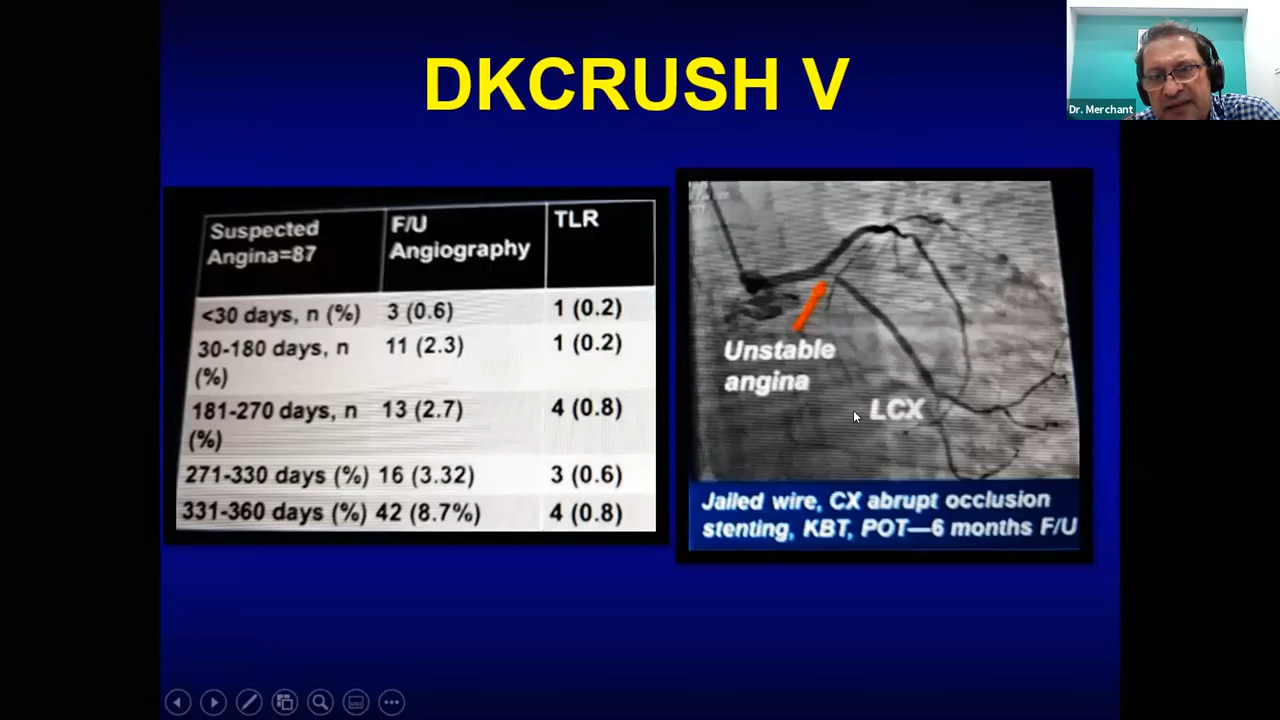 DKCRUSH V
Dr. Merchant
Suspected
Angina=87
F/U
Angiography
TLR
<30 days, n (%) 3 (0.6) 1 (0.2)
30-180 days, n
(%)
11 (2.3) 1 (0.2)
181-270 days, n
(%)
13 (2.7) 4 (0.8)
271-330 days (%) 16 (3.32) 3 (0.6)
331-360 days (%) 42 (8.7%) 4 (0.8)
Unstable
angina
LCX
Jailed wire, CX abrupt occlusion
stenting, KBT, POT—6 months F/U